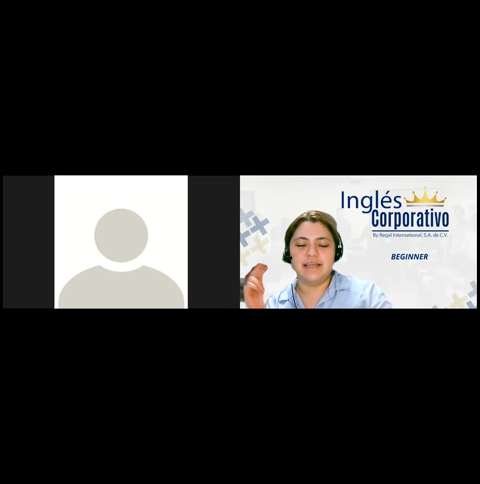 Inglés
Corporativo
By Regal International, S.A. de C.V.
BEGINNER